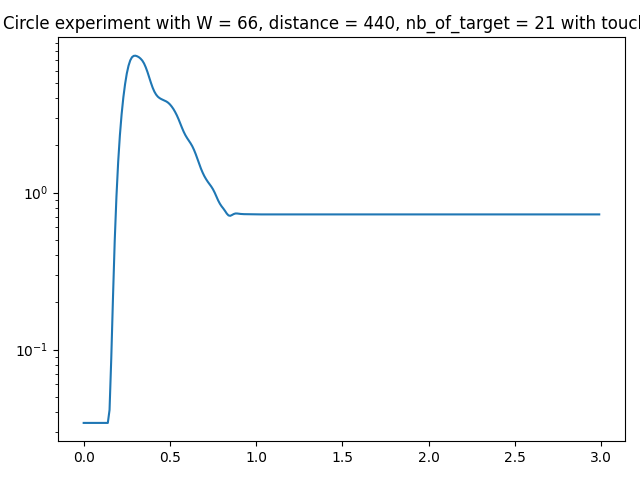 Circle experiment with W = 66, distance = 440, nb_of_target = 21 with touc
10⁰
10⁻¹
0.0 0.5 1.0 1.5 2.0 2.5 3.0